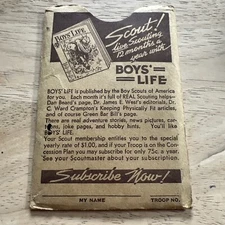 Scout!
live Scouting
12 months a
year with
BOYS' LIFE
BOYS'
LIFE
BOYS' LIFE is published by the Boy Scouts of America
for you. Each month it's full of REAL Scouting helps—
Dan Beard's page, Dr. James E. West's editorials, Dr.
C. Ward Crampton's Keeping Physically Fit articles,
and of course Green Bar Bill's pages.
There are real adventure stories, news pictures, car-
toons, joke pages, and hobby hints. You'll like
BOYS' LIFE.
Your Scout membership entitles you to the special
yearly rate of $1.00, and if your Troop is on the Con-
cession Plan you may subscribe for only 75c a year.
See your Scoutmaster about your subscription.
Subscribe Now!
MY NAME TROOP NO.